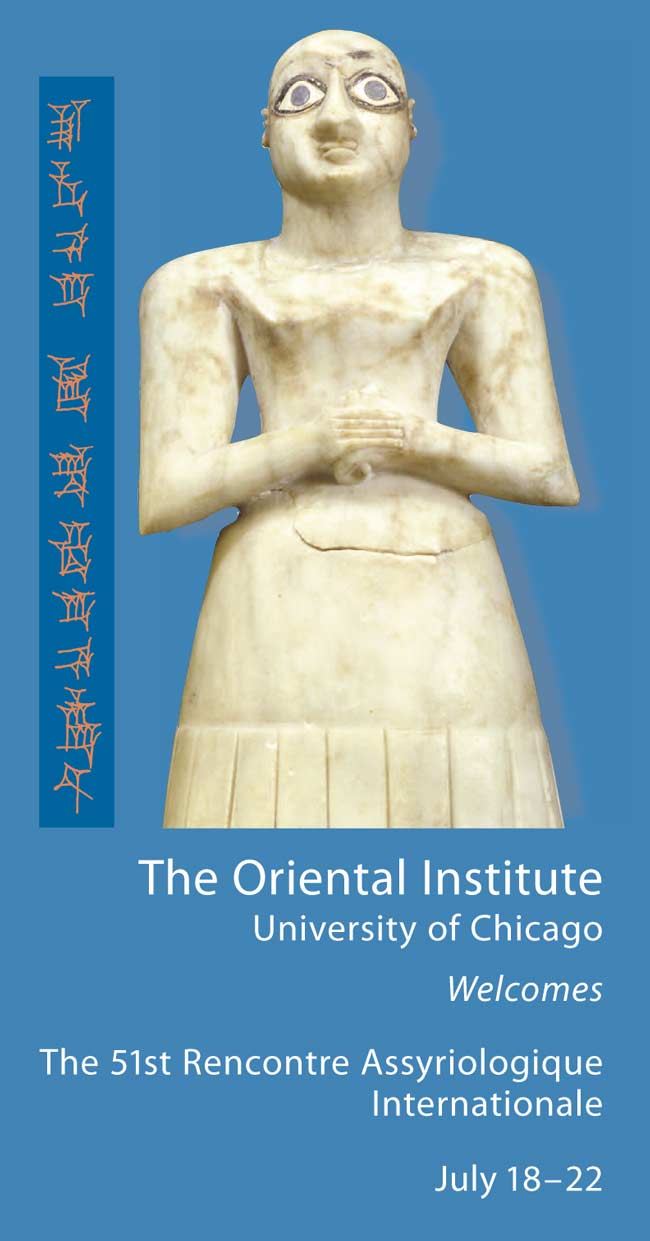 The Oriental Institute
University of Chicago
Welcomes
The 51st Rencontre Assyriologique
Internationale
July 18–22